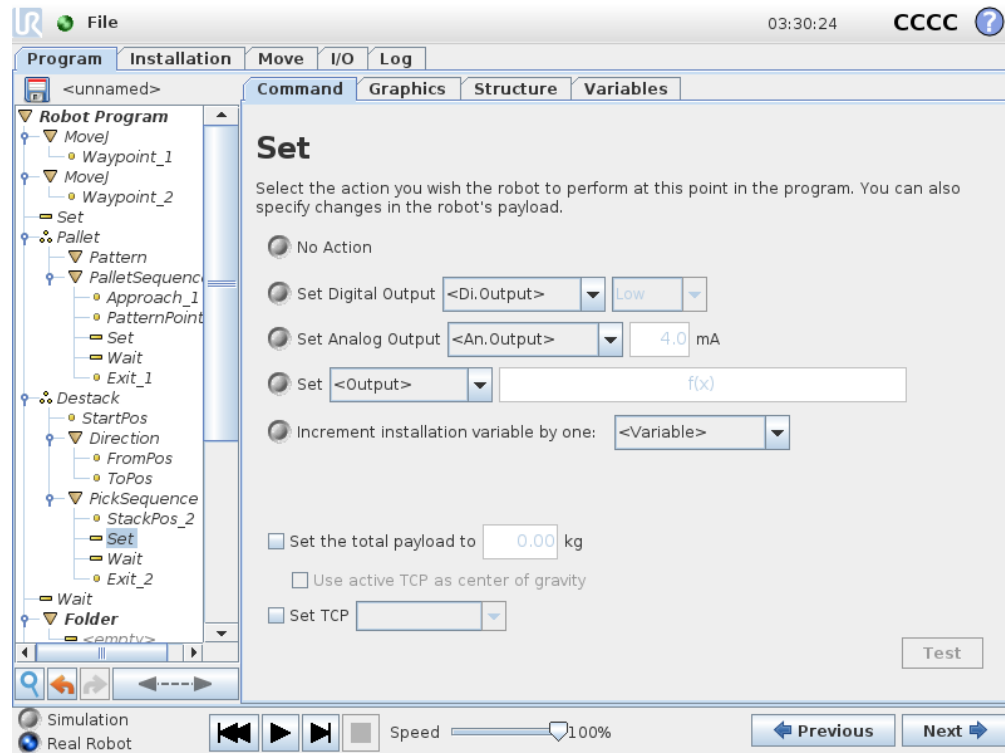 UR File 03:30:24 CCCC ?
Program Installation Move I/O Log
<unnamed>
Command Graphics Structure Variables
Robot Program
MoveJ
Waypoint_1
MoveJ
Waypoint_2
Set
Pallet
Pattern
PalletSequenc
Approach_1
PatternPoint
Set
Wait
Exit_1
Destack
StartPos
Direction
FromPos
ToPos
PickSequence
StackPos_2
Set
Wait
Exit_2
Wait
Folder
<empty>
Set
Select the action you wish the robot to perform at this point in the program. You can also
specify changes in the robot's payload.
No Action
Set Digital Output <Di.Output> Low
Set Analog Output <An.Output> 4.0 mA
Set <Output> f(x)
Increment installation variable by one: <Variable>
Set the total payload to 0.00 kg
Use active TCP as center of gravity
Set TCP
Test
Simulation
Real Robot
Speed 100%
Previous Next